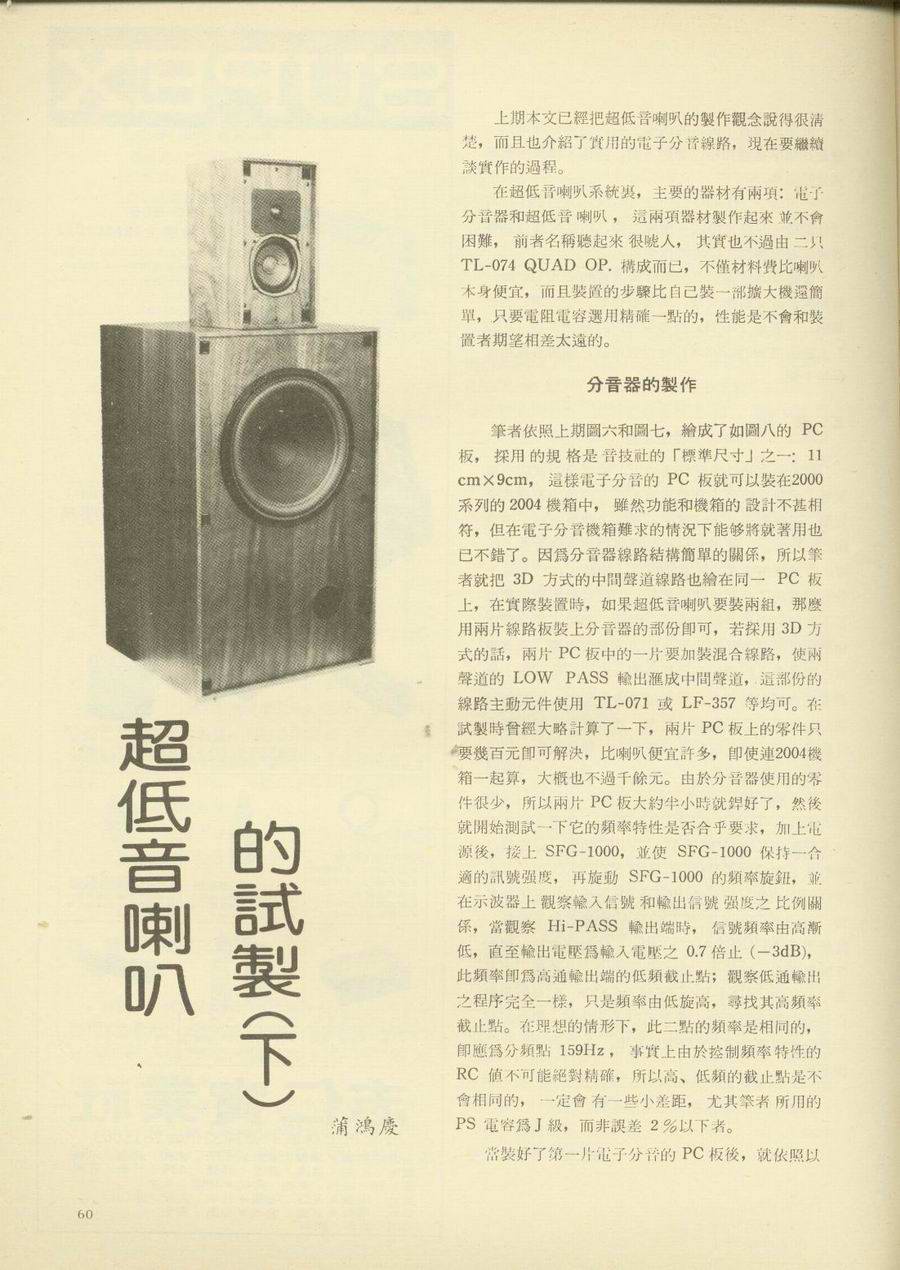 超低音喇叭
的試製(下)
蒲鴻慶
上期本文已經把超低音喇叭的製作觀念說得很清
楚，而且也介紹了實用的電子分音線路，現在要繼續
談實作的過程。
在超低音喇叭系統裏，主要的器材有兩項：電子
分音器和超低音喇叭，這兩項器材製作起來並不會
困難，前者名稱聽起來很唬人，其實也不過由二只
TL-074 QUAD OP. 構成而已，不僅材料費比喇叭
本身便宜，而且裝置的步驟比自己裝一部擴大機還簡
單，只要電阻電容選用精確一點的，性能是不會和裝
置者期望相差太遠的。
分音器的製作
筆者依照上期圖六和圖七，繪成了如圖八的 PC
板，採用的規格是音技社的「標準尺寸」之一：11
cm×9cm，這樣電子分音的 PC 板就可以裝在2000
系列的 2004 機箱中，雖然功能和機箱的設計不甚相
符，但在電子分音機箱難求的情況下能够將就著用也
已不錯了。因爲分音器線路結構簡單的關係，所以筆
者就把 3D 方式的中間聲道線路也繪在同一 PC 板
上，在實際裝置時，如果超低音喇叭要裝兩組，那麼
用兩片線路板裝上分音器的部份卽可，若採用 3D 方
式的話，兩片 PC 板中的一片要加裝混合線路，使兩
聲道的 LOW PASS 輸出滙成中間聲道，這部份的
線路主動元件使用 TL-071 或 LF-357 等均可。在
試製時曾經大略計算了一下，兩片 PC 板上的零件只
要幾百元卽可解決，比喇叭便宜許多，卽使連2004機
箱一起算，大概也不過千餘元。由於分音器使用的零
件很少，所以兩片 PC 板大約半小時就銲好了，然後
就開始測試一下它的頻率特性是否合乎要求，加上電
源後，接上 SFG-1000，並使 SFG-1000 保持一合
適的訊號强度，再旋動 SFG-1000 的頻率旋鈕，並
在示波器上觀察輸入信號和輸出信號强度之比例關
係，當觀察 Hi-PASS 輸出端時，信號頻率由高漸
低，直至輸出電壓爲輸入電壓之 0.7 倍止（−3dB），
此頻率卽爲高通輸出端的低頻截止點；觀察低通輸出
之程序完全一樣，只是頻率由低旋高，尋找其高頻率
截止點。在理想的情形下，此二點的頻率是相同的，
卽應爲分頻點 159Hz，事實上由於控制頻率特性的
RC 値不可能絕對精確，所以高、低頻的截止點是不
會相同的，一定會有一些小差距，尤其筆者所用的
PS 電容爲 J 級，而非誤差 2％以下者。
當裝好了第一片電子分音的 PC 板後，就依照以
60